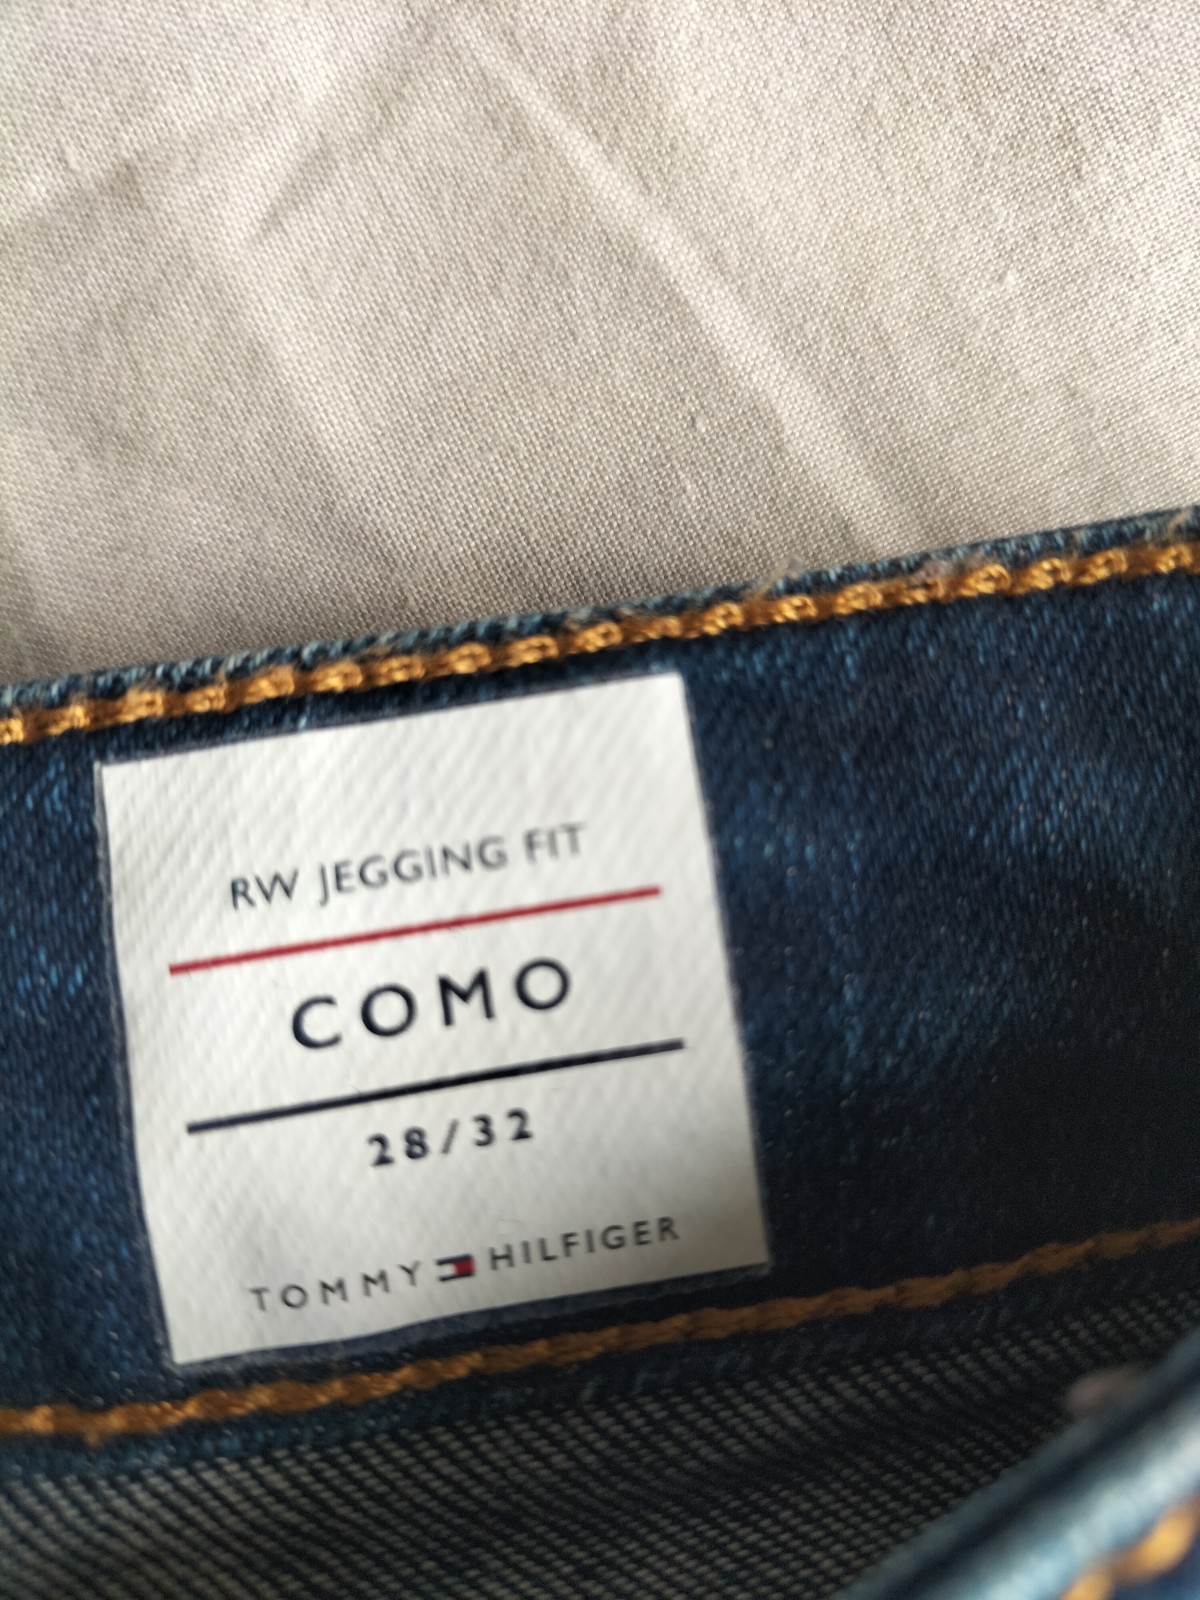 RW JEGGING FIT
COMO
28/32
TOMMY HILFIGER